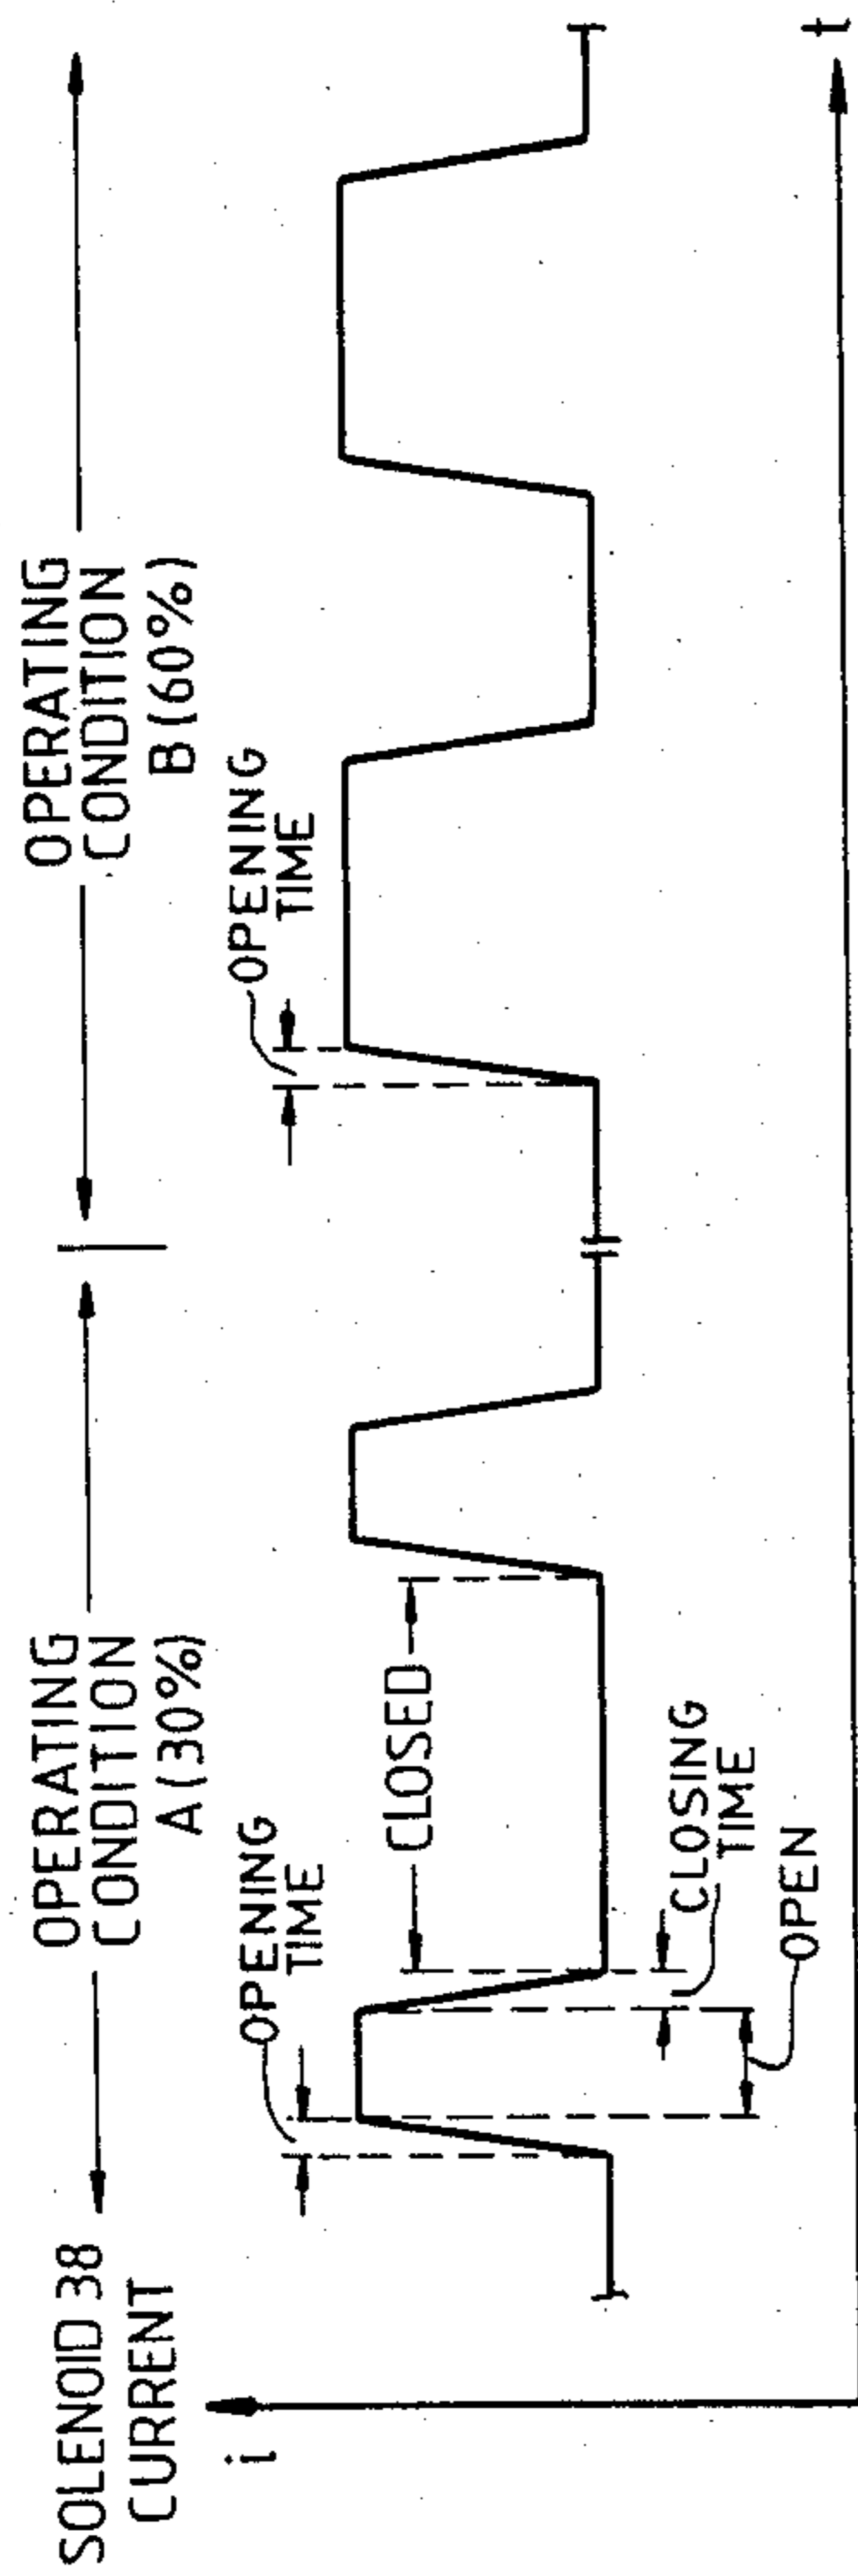 SOLENOID 38
CURRENT
i
OPERATING
CONDITION
A (30%)
OPERATING
CONDITION
B (60%)
OPENING
TIME
CLOSED
CLOSING
TIME
OPEN
OPENING
TIME
t